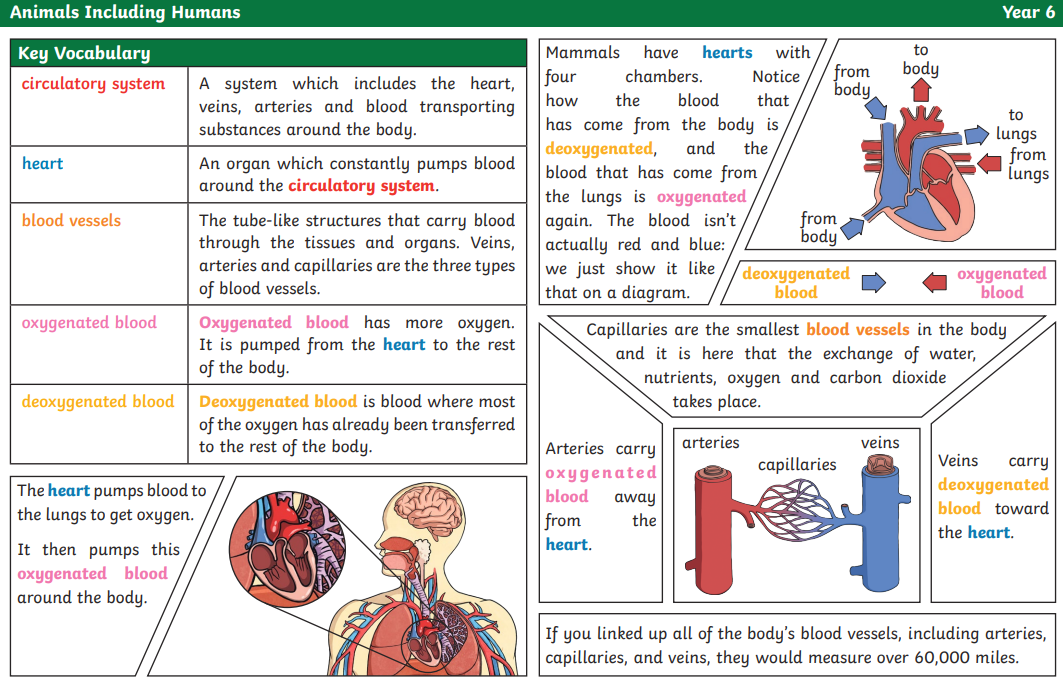 Animals Including Humans
Year 6
Key Vocabulary
circulatory system
A system which includes the heart,
veins, arteries and blood transporting
substances around the body.
heart
An organ which constantly pumps blood
around the circulatory system.
blood vessels
The tube-like structures that carry blood
through the tissues and organs. Veins,
arteries and capillaries are the three types
of blood vessels.
oxygenated blood
Oxygenated blood has more oxygen.
It is pumped from the heart to the rest
of the body.
deoxygenated blood
Deoxygenated blood is blood where most
of the oxygen has already been transferred
to the rest of the body.
The heart pumps blood to
the lungs to get oxygen.
It then pumps this
oxygenated blood
around the body.
Mammals have hearts with
four chambers. Notice
how the blood that
has come from the body is
deoxygenated, and the
blood that has come from
the lungs is oxygenated
again. The blood isn't
actually red and blue:
we just show it like
that on a diagram.
to
body
from
body
to
lungs
from
lungs
from
body
deoxygenated
blood
oxygenated
blood
Capillaries are the smallest blood vessels in the body
and it is here that the exchange of water,
nutrients, oxygen and carbon dioxide
takes place.
Arteries carry
oxygenated
blood away
from the
heart.
arteries
capillaries
veins
Veins carry
deoxygenated
blood toward
the heart.
If you linked up all of the body's blood vessels, including arteries,
capillaries, and veins, they would measure over 60,000 miles.